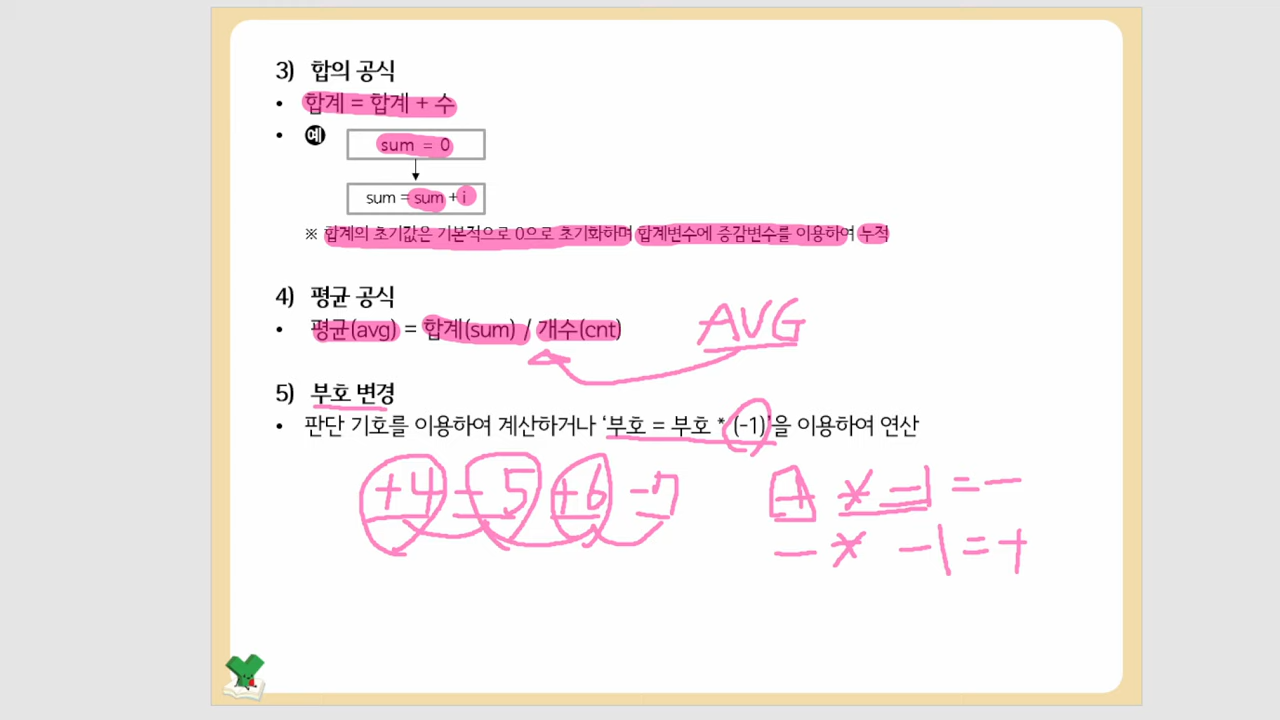 3) 합의 공식
• 합계 = 합계 + 수
• 예
sum = 0
sum = sum + i
※ 합계의 초기값은 기본적으로 0으로 초기화하며 합계변수에 증감변수를 이용하여 누적
4) 평균 공식
• 평균(avg) = 합계(sum) / 개수(cnt)
AVG
5) 부호 변경
• 판단 기호를 이용하여 계산하거나 ‘부호 = 부호 * (-1)’을 이용하여 연산
+4 - 5 +6 -7
+ * -1 = -
- * -1 = +